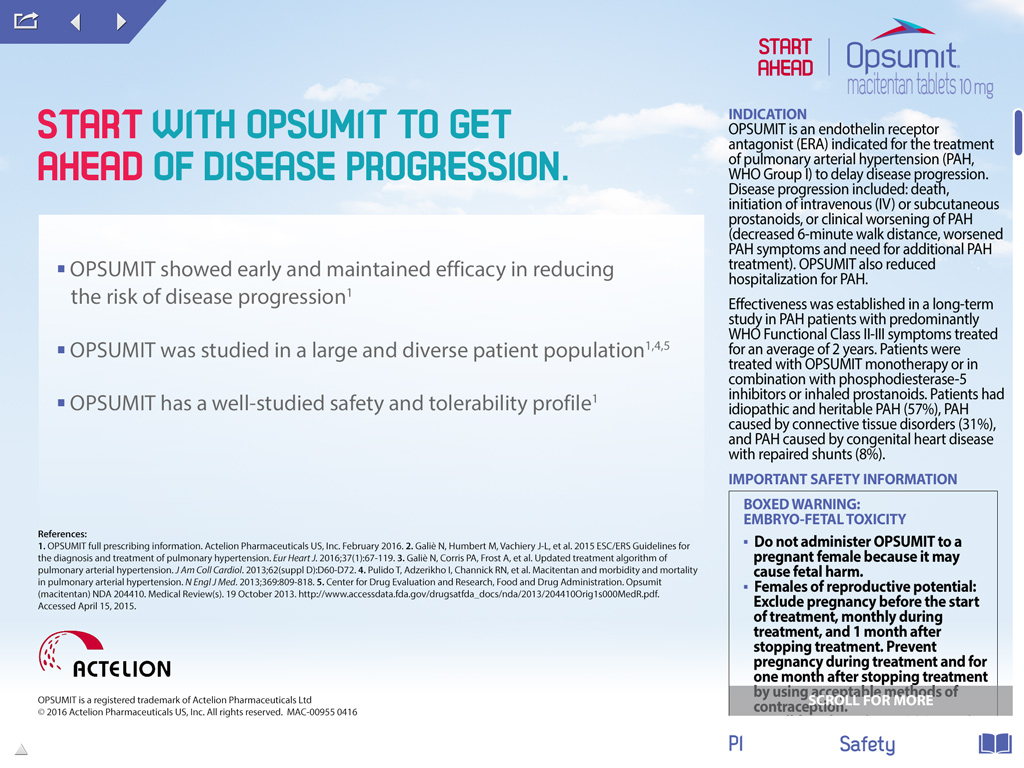 START
AHEAD
Opsumit®
macitentan tablets 10 mg
START WITH OPSUMIT TO GET
AHEAD OF DISEASE PROGRESSION.
▪ OPSUMIT showed early and maintained efficacy in reducing
the risk of disease progression¹
▪ OPSUMIT was studied in a large and diverse patient population¹,⁴,⁵
▪ OPSUMIT has a well-studied safety and tolerability profile¹
References:
1. OPSUMIT full prescribing information. Actelion Pharmaceuticals US, Inc. February 2016. 2. Galiè N, Humbert M, Vachiery J-L, et al. 2015 ESC/ERS Guidelines for
the diagnosis and treatment of pulmonary hypertension. Eur Heart J. 2016;37(1):67-119. 3. Galiè N, Corris PA, Frost A, et al. Updated treatment algorithm of
pulmonary arterial hypertension. J Am Coll Cardiol. 2013;62(suppl D):D60-D72. 4. Pulido T, Adzerikho I, Channick RN, et al. Macitentan and morbidity and mortality
in pulmonary arterial hypertension. N Engl J Med. 2013;369:809-818. 5. Center for Drug Evaluation and Research, Food and Drug Administration. Opsumit
(macitentan) NDA 204410. Medical Review(s). 19 October 2013. http://www.accessdata.fda.gov/drugsatfda_docs/nda/2013/204410Orig1s000MedR.pdf.
Accessed April 15, 2015.
ACTELION
OPSUMIT is a registered trademark of Actelion Pharmaceuticals Ltd
© 2016 Actelion Pharmaceuticals US, Inc. All rights reserved. MAC-00955 0416
INDICATION
OPSUMIT is an endothelin receptor
antagonist (ERA) indicated for the treatment
of pulmonary arterial hypertension (PAH,
WHO Group I) to delay disease progression.
Disease progression included: death,
initiation of intravenous (IV) or subcutaneous
prostanoids, or clinical worsening of PAH
(decreased 6-minute walk distance, worsened
PAH symptoms and need for additional PAH
treatment). OPSUMIT also reduced
hospitalization for PAH.
Effectiveness was established in a long-term
study in PAH patients with predominantly
WHO Functional Class II-III symptoms treated
for an average of 2 years. Patients were
treated with OPSUMIT monotherapy or in
combination with phosphodiesterase-5
inhibitors or inhaled prostanoids. Patients had
idiopathic and heritable PAH (57%), PAH
caused by connective tissue disorders (31%),
and PAH caused by congenital heart disease
with repaired shunts (8%).
IMPORTANT SAFETY INFORMATION
BOXED WARNING:
EMBRYO-FETAL TOXICITY
▪ Do not administer OPSUMIT to a
pregnant female because it may
cause fetal harm.
▪ Females of reproductive potential:
Exclude pregnancy before the start
of treatment, monthly during
treatment, and 1 month after
stopping treatment. Prevent
pregnancy during treatment and for
one month after stopping treatment
by using acceptable methods of
contraception.
SCROLL FOR MORE
PI
Safety